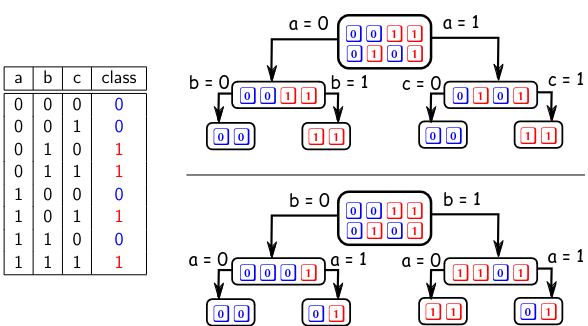 a b c class
0 0 0 0
0 0 1 0
0 1 0 1
0 1 1 1
1 0 0 0
1 0 1 1
1 1 0 0
1 1 1 1
a = 0 a = 1
0 0 1 1
0 1 0 1
b = 0 b = 1 c = 0 c = 1
0 0 1 1 0 1 0 1
0 0 1 1 0 0 1 1
b = 0 b = 1
0 0 1 1
0 1 0 1
a = 0 a = 1 a = 0 a = 1
0 0 0 1 1 1 0 1
0 0 0 1 1 1 0 1